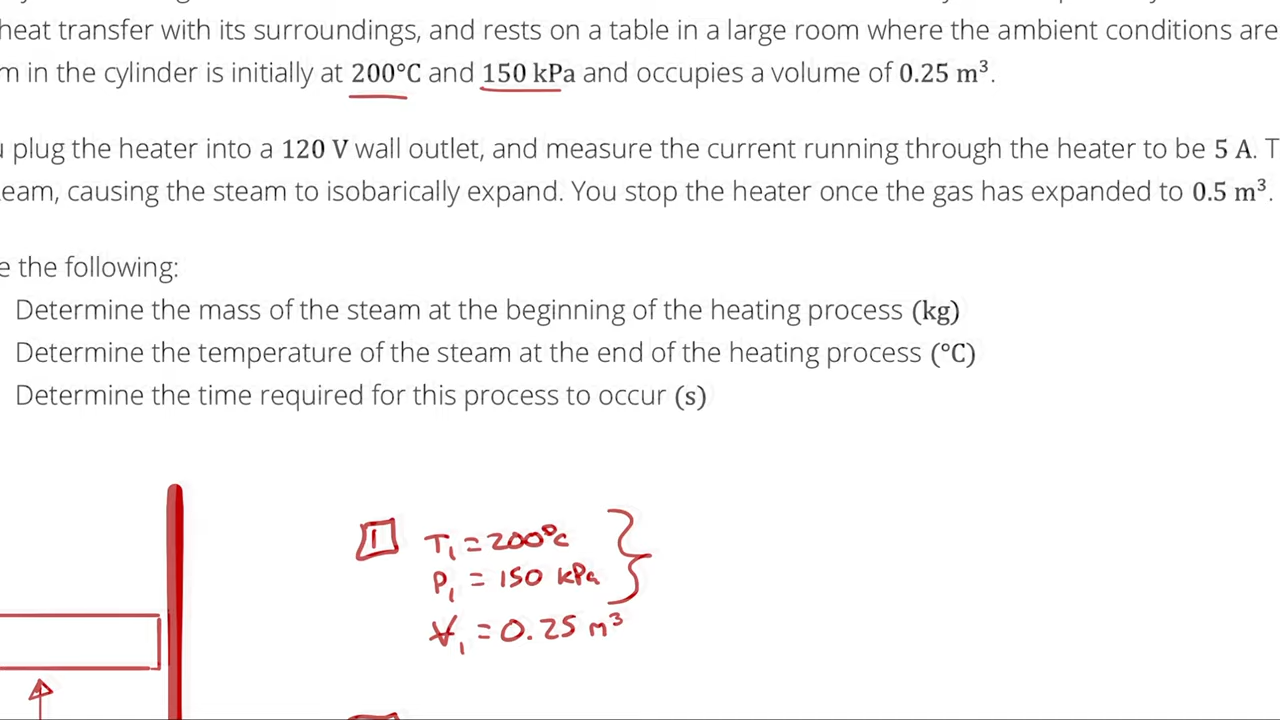 heat transfer with its surroundings, and rests on a table in a large room where the ambient conditions are
m in the cylinder is initially at 200°C and 150 kPa and occupies a volume of 0.25 m³.
u plug the heater into a 120 V wall outlet, and measure the current running through the heater to be 5 A. T
eam, causing the steam to isobarically expand. You stop the heater once the gas has expanded to 0.5 m³.
e the following:
Determine the mass of the steam at the beginning of the heating process (kg)
Determine the temperature of the steam at the end of the heating process (°C)
Determine the time required for this process to occur (s)
1 T₁ = 200°C
P₁ = 150 kPa
V₁ = 0.25 m³